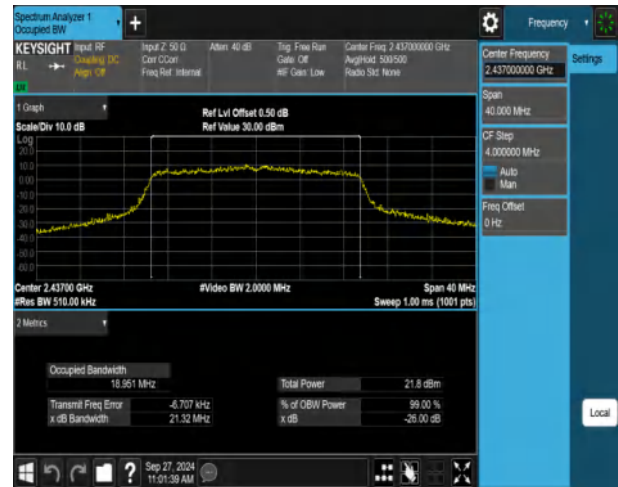 Spectrum Analyzer 1
Occupied BW
+
Frequency
KEYSIGHT
RL
Input: RF
Coupling: DC
Align: Off
Input Z: 50 Ω
Corr CCorr
Freq Ref: Internal
Atten: 40 dB
Trig: Free Run
Gate: Off
#IF Gain: Low
Center Freq: 2.437000000 GHz
Avg|Hold: 500/500
Radio Std: None
1 Graph
Scale/Div 10.0 dB
Ref Lvl Offset 0.50 dB
Ref Value 30.00 dBm
Log
20.0
10.0
0.00
-10.0
-20.0
-30.0
-40.0
-50.0
-60.0
Center 2.43700 GHz
#Video BW 2.0000 MHz
Span 40 MHz
#Res BW 510.00 kHz
Sweep 1.00 ms (1001 pts)
2 Metrics
Occupied Bandwidth
18.951 MHz
Total Power
21.8 dBm
Transmit Freq Error
-6.707 kHz
% of OBW Power
99.00 %
x dB Bandwidth
21.32 MHz
x dB
-26.00 dB
Center Frequency
2.437000000 GHz
Settings
Span
40.000 MHz
CF Step
4.000000 MHz
Auto
Man
Freq Offset
0 Hz
Local
?
Sep 27, 2024
11:01:39 AM